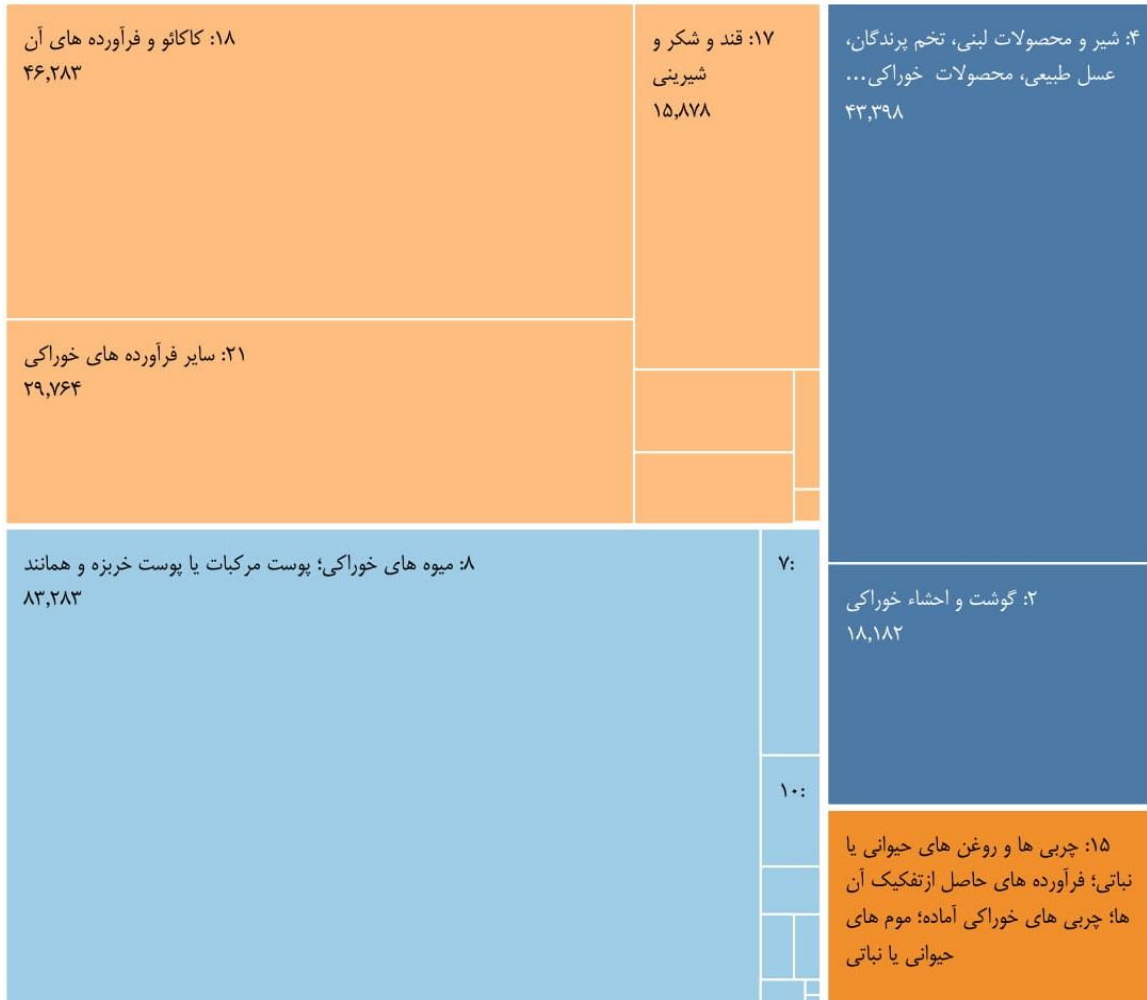 ۱۸: کاکائو و فرآورده های آن
۴۶,۲۸۳
۱۷: قند و شکر و
شیرینی
۱۵,۸۷۸
۴: شیر و محصولات لبنی، تخم پرندگان،
عسل طبیعی، محصولات خوراکی...
۴۳,۳۹۸
۲۱: سایر فرآورده های خوراکی
۲۹,۷۶۴
۸: میوه های خوراکی؛ پوست مرکبات یا پوست خربزه و همانند
۸۳,۲۸۳
۷:
۱۰:
۲: گوشت و احشاء خوراکی
۱۸,۱۸۲
۱۵: چربی ها و روغن های حیوانی یا
نباتی؛ فرآورده های حاصل ازتفکیک آن
ها؛ چربی های خوراکی آماده؛ موم های
حیوانی یا نباتی